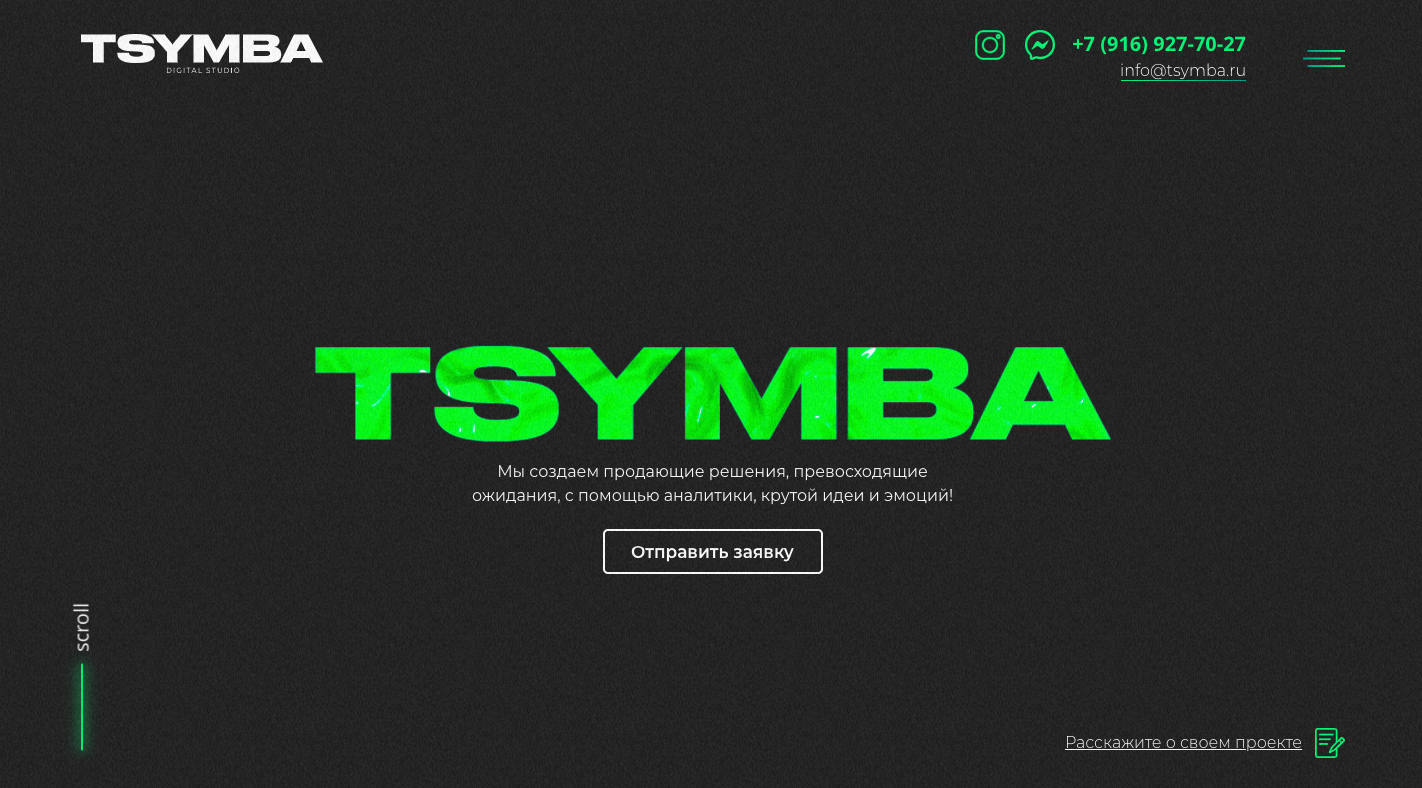 TSYMBA
DIGITAL STUDIO
+7 (916) 927-70-27
info@tsymba.ru
TSYMBA
Мы создаем продающие решения, превосходящие
ожидания, с помощью аналитики, крутой идеи и эмоций!
Отправить заявку
scroll
Расскажите о своем проекте